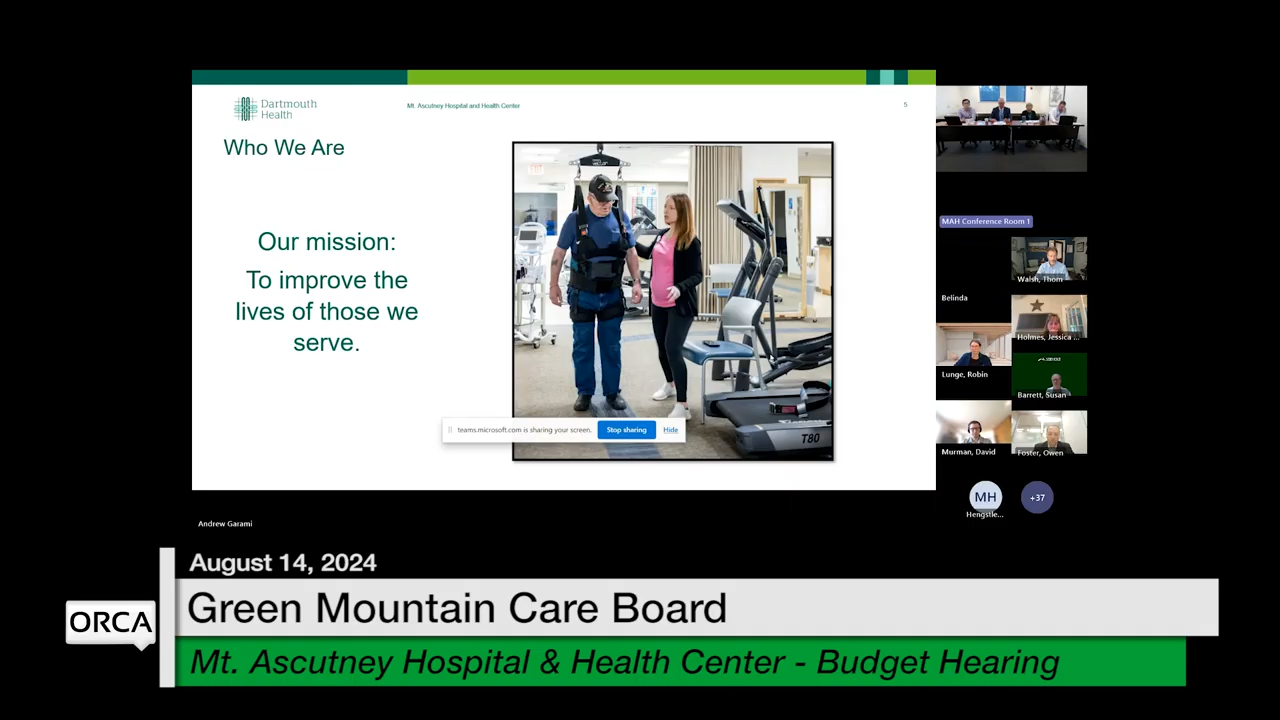 Dartmouth
Health
Mt. Ascutney Hospital and Health Center
5
Who We Are
Our mission:
To improve the
lives of those we
serve.
T80
teams.microsoft.com is sharing your screen.
Stop sharing
Hide
MAH Conference Room 1
Walsh, Thom
Belinda
Holmes, Jessica ...
Lunge, Robin
Barrett, Susan
Murman, David
Foster, Owen
MH
Hengstle...
+37
Andrew Garami
August 14, 2024
ORCA
Green Mountain Care Board
Mt. Ascutney Hospital & Health Center - Budget Hearing